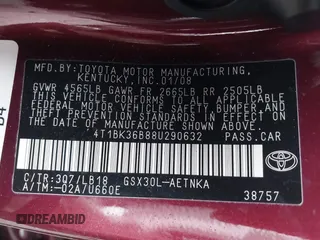 MFD.BY:TOYOTA MOTOR MANUFACTURING,
KENTUCKY,INC.01/08
GVWR 4565LB GAWR FR 2665LB RR 2505LB
THIS VEHICLE CONFORMS TO ALL APPLICABLE
FEDERAL MOTOR VEHICLE SAFETY, BUMPER, AND
THEFT PREVENTION STANDARDS IN EFFECT ON
THE DATE OF MANUFACTURE SHOWN ABOVE.
4T1BK36B88U290632 PASS.CAR
C/TR:3Q7/LB18 GSX30L-AETNKA
A/TM:-02A/U660E
38757
DREAMBID